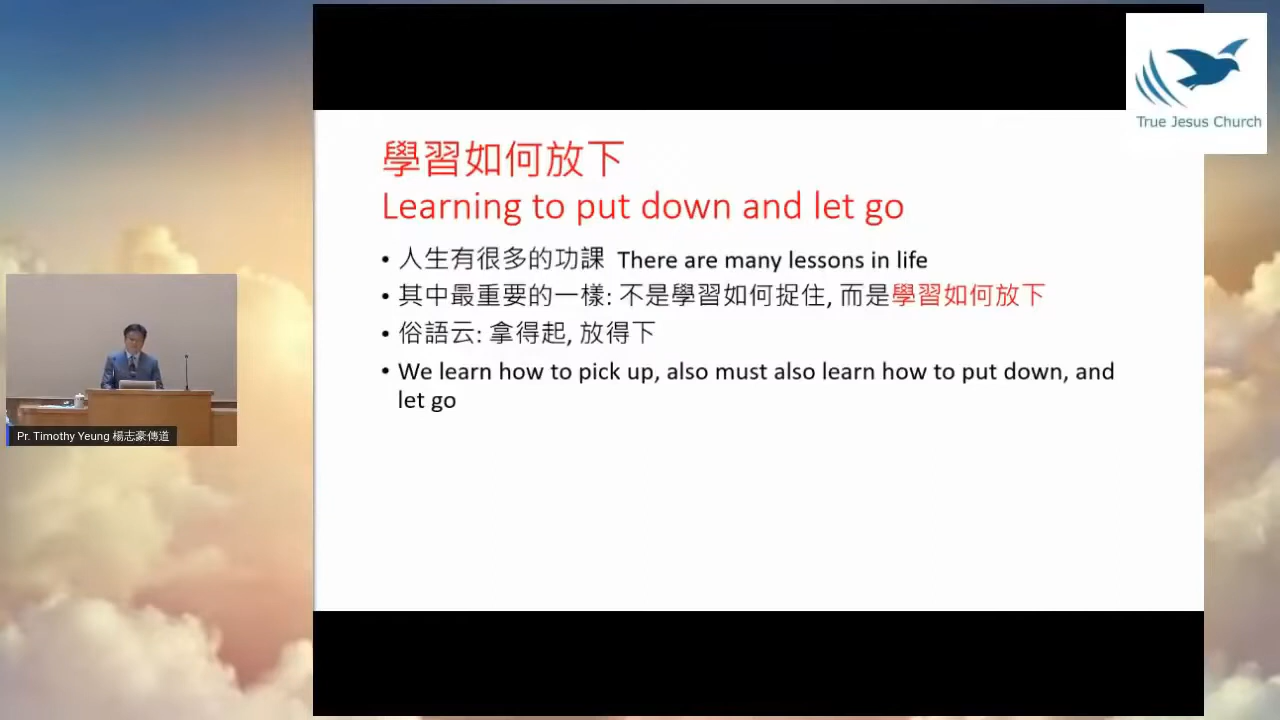 True Jesus Church
學習如何放下
Learning to put down and let go
• 人生有很多的功課 There are many lessons in life
• 其中最重要的一樣: 不是學習如何捉住, 而是學習如何放下
• 俗語云: 拿得起, 放得下
• We learn how to pick up, also must also learn how to put down, and
let go
Pr. Timothy Yeung 楊志豪傳道